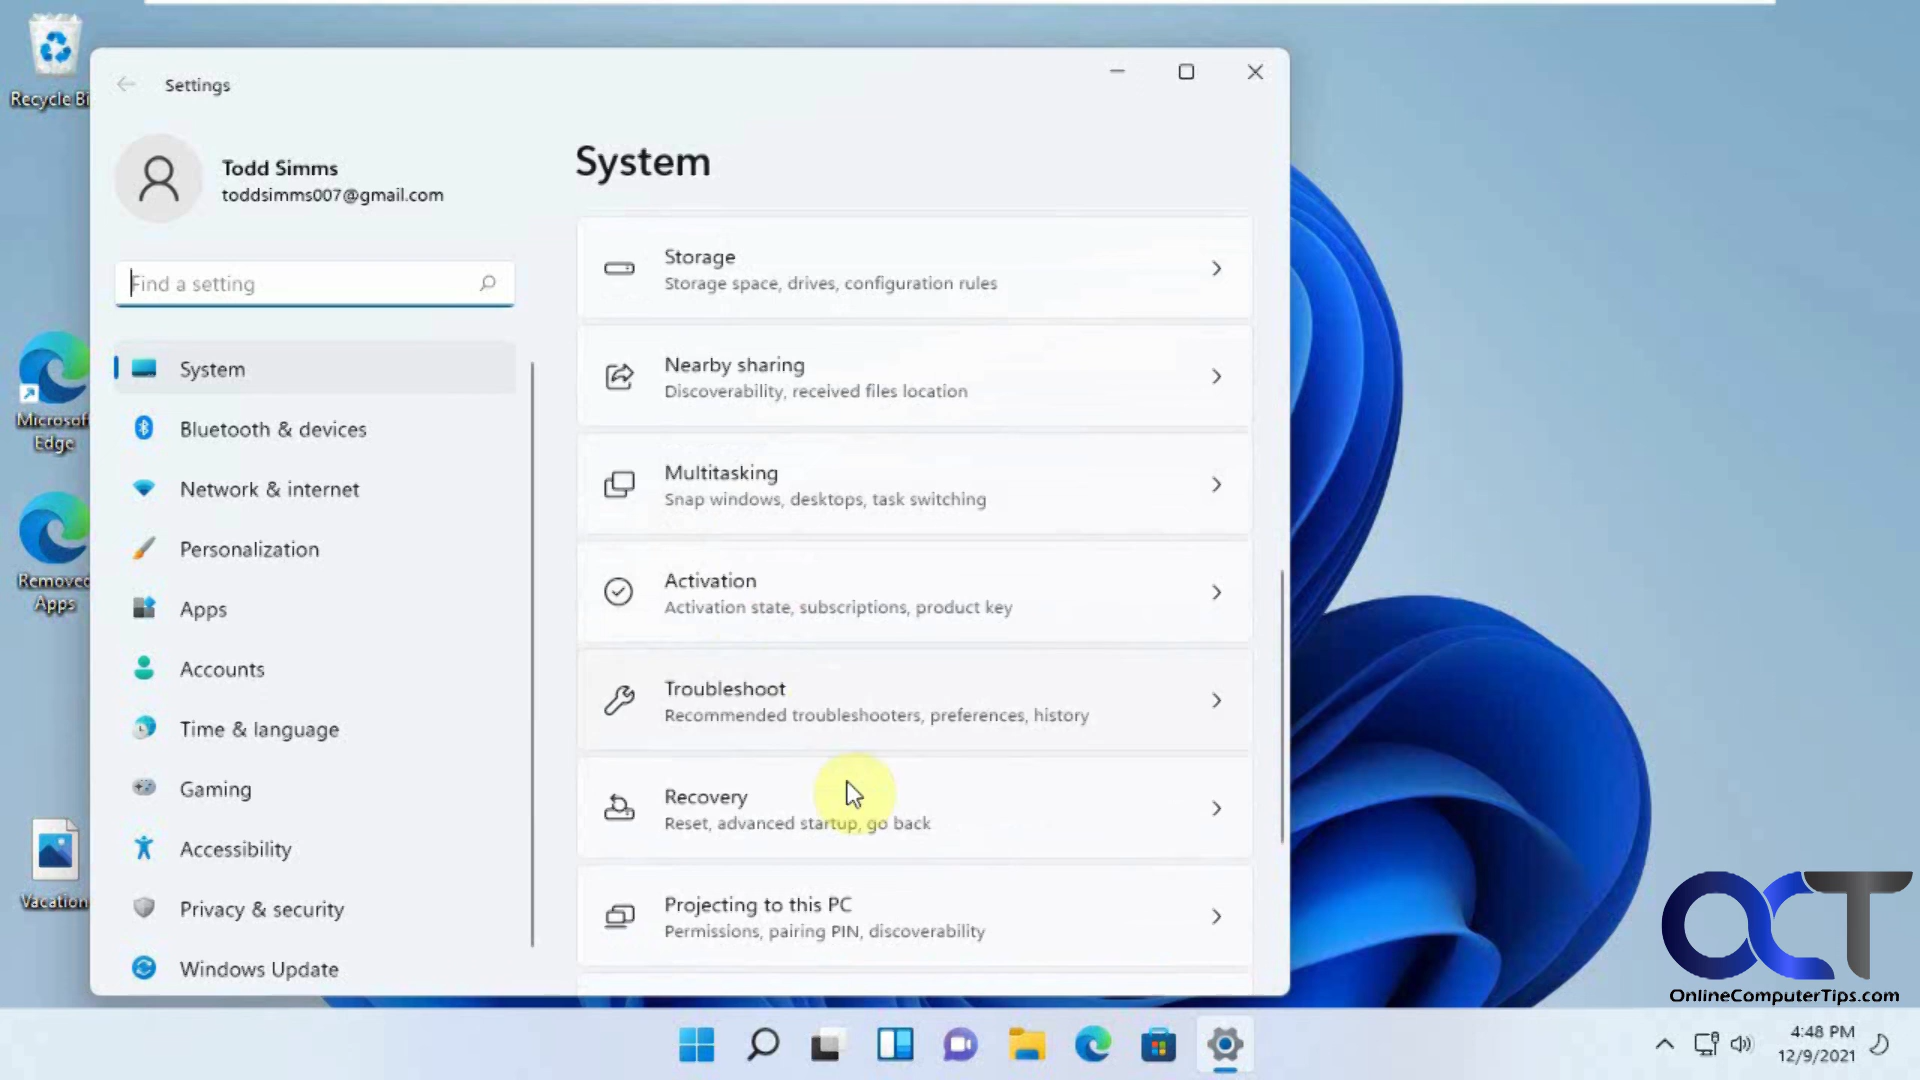 Recycle Bi
Settings
Todd Simms
toddsimms007@gmail.com
Find a setting
System
Bluetooth & devices
Network & internet
Personalization
Apps
Accounts
Time & language
Gaming
Accessibility
Privacy & security
Windows Update
System
Storage
Storage space, drives, configuration rules
Nearby sharing
Discoverability, received files location
Multitasking
Snap windows, desktops, task switching
Activation
Activation state, subscriptions, product key
Troubleshoot
Recommended troubleshooters, preferences, history
Recovery
Reset, advanced startup, go back
Projecting to this PC
Permissions, pairing PIN, discoverability
Microsoft
Edge
Removed
Apps
Vacation
OCT
OnlineComputerTips.com
4:48 PM
12/9/2021